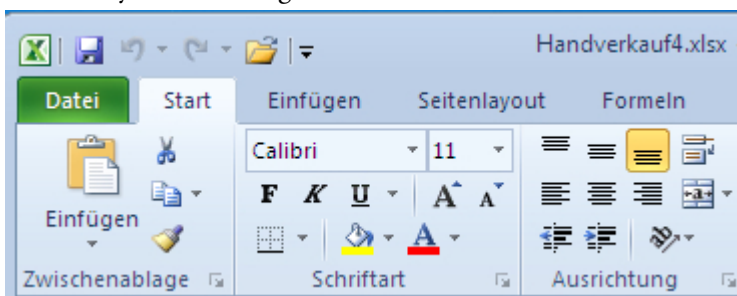 Handverkauf4.xlsx
Datei Start Einfügen Seitenlayout Formeln
Calibri 11
F K U A A
Einfügen
A
Zwischenablage Schriftart Ausrichtung